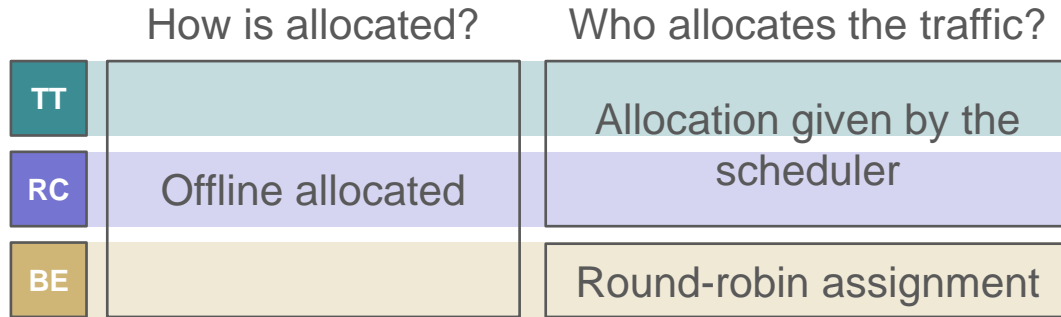 How is allocated?
Who allocates the traffic?
TT
Allocation given by the
scheduler
RC
Offline allocated
BE
Round-robin assignment